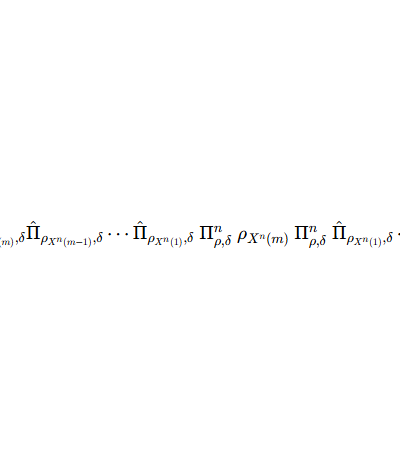 $_{(m),\delta} \hat{\Pi}_{\rho_{X^n(m-1)},\delta} \cdots \hat{\Pi}_{\rho_{X^n(1)},\delta} \ \Pi^n_{\rho,\delta} \ \rho_{X^n(m)} \ \Pi^n_{\rho,\delta} \ \hat{\Pi}_{\rho_{X^n(1)},\delta} \cdot$